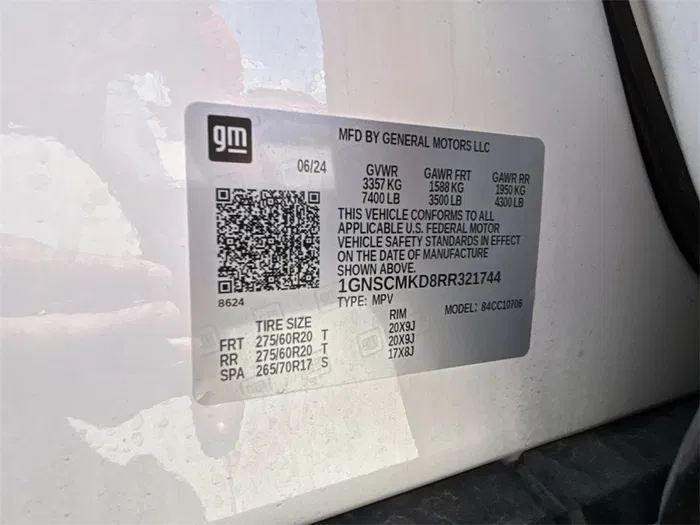 gm
MFD BY GENERAL MOTORS LLC
06/24 GVWR GAWR FRT GAWR RR
3357 KG 1588 KG 1950 KG
7400 LB 3500 LB 4300 LB
THIS VEHICLE CONFORMS TO ALL
APPLICABLE U.S. FEDERAL MOTOR
VEHICLE SAFETY STANDARDS IN EFFECT
ON THE DATE OF MANUFACTURE
SHOWN ABOVE.
8624 1GNSCMKD8RR321744
TYPE: MPV MODEL: 84CC10706
TIRE SIZE RIM
FRT 275/60R20 T 20X9J
RR 275/60R20 T 20X9J
SPA 265/70R17 S 17X8J